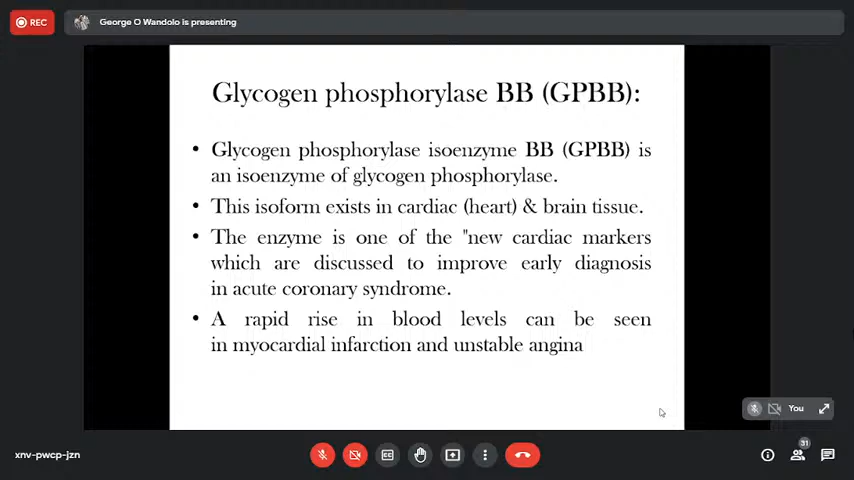 REC
George O Wandolo is presenting
Glycogen phosphorylase BB (GPBB):
• Glycogen phosphorylase isoenzyme BB (GPBB) is
an isoenzyme of glycogen phosphorylase.
• This isoform exists in cardiac (heart) & brain tissue.
• The enzyme is one of the "new cardiac markers
which are discussed to improve early diagnosis
in acute coronary syndrome.
• A rapid rise in blood levels can be seen
in myocardial infarction and unstable angina
You
xnv-pwcp-jzn
CC
31